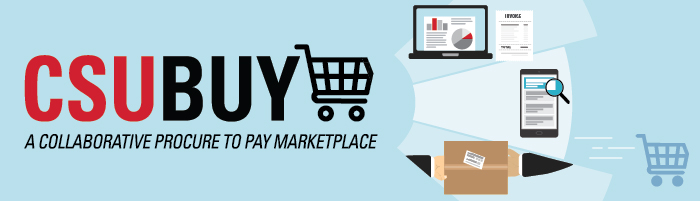 CSUBUY
A COLLABORATIVE PROCURE TO PAY MARKETPLACE
INVOICE